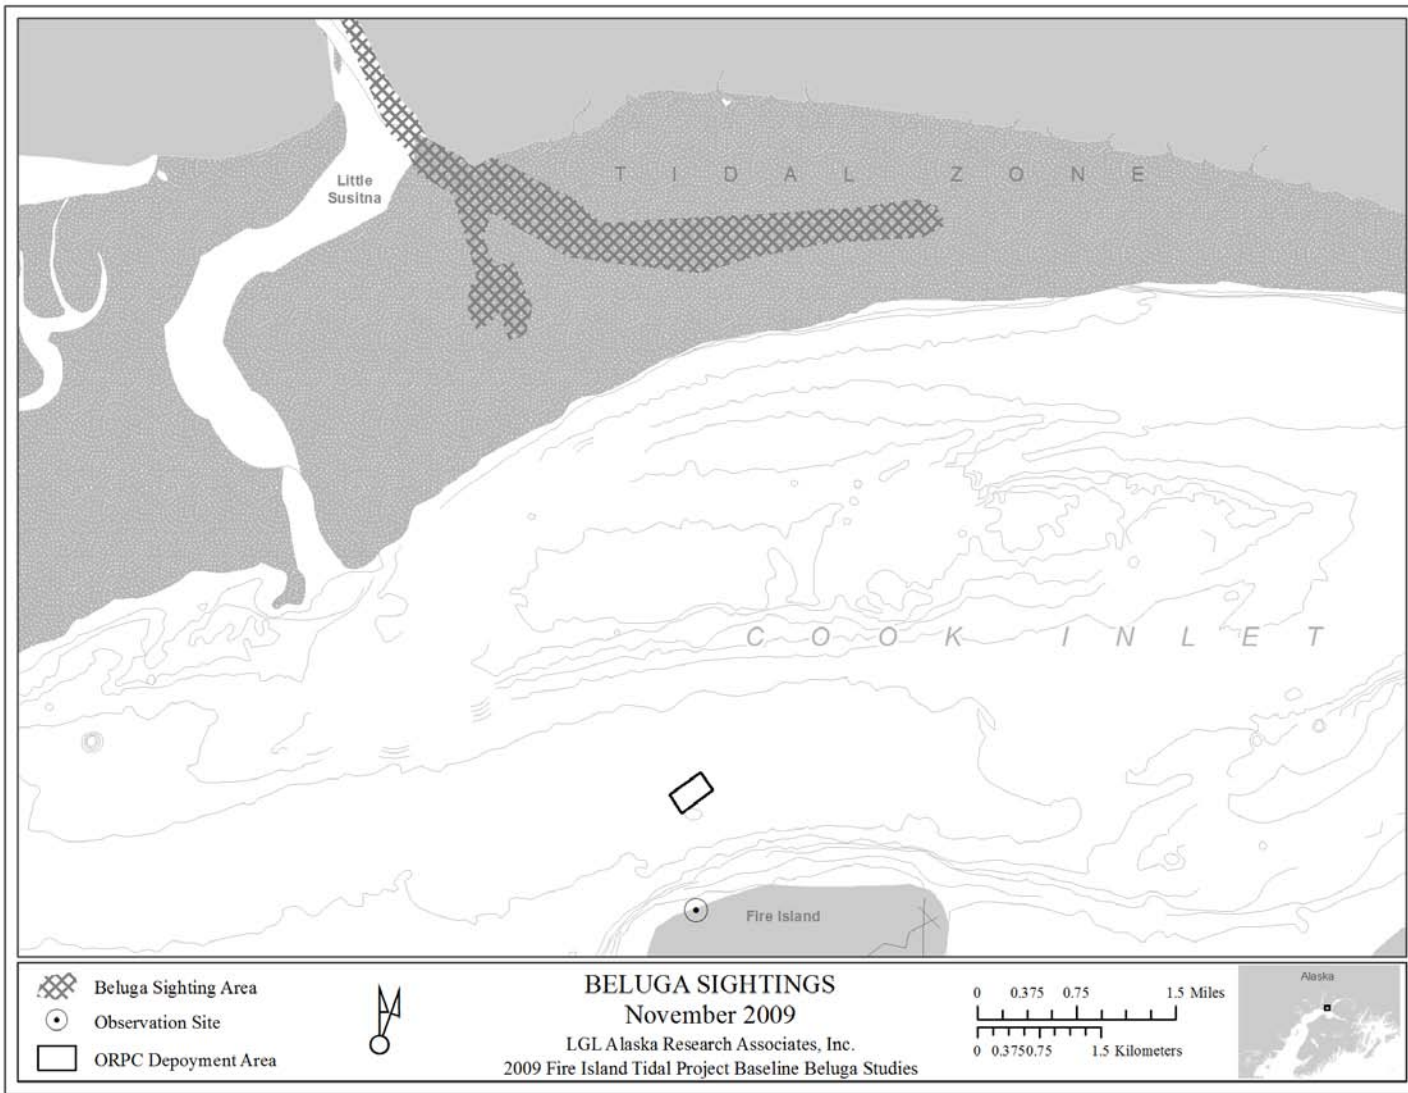 T I D A L Z O N E
Little
Susitna
C O O K I N L E T
Fire Island
Beluga Sighting Area
Observation Site
ORPC Depoyment Area
BELUGA SIGHTINGS
November 2009
LGL Alaska Research Associates, Inc.
2009 Fire Island Tidal Project Baseline Beluga Studies
0 0.375 0.75 1.5 Miles
0 0.375 0.75 1.5 Kilometers
Alaska